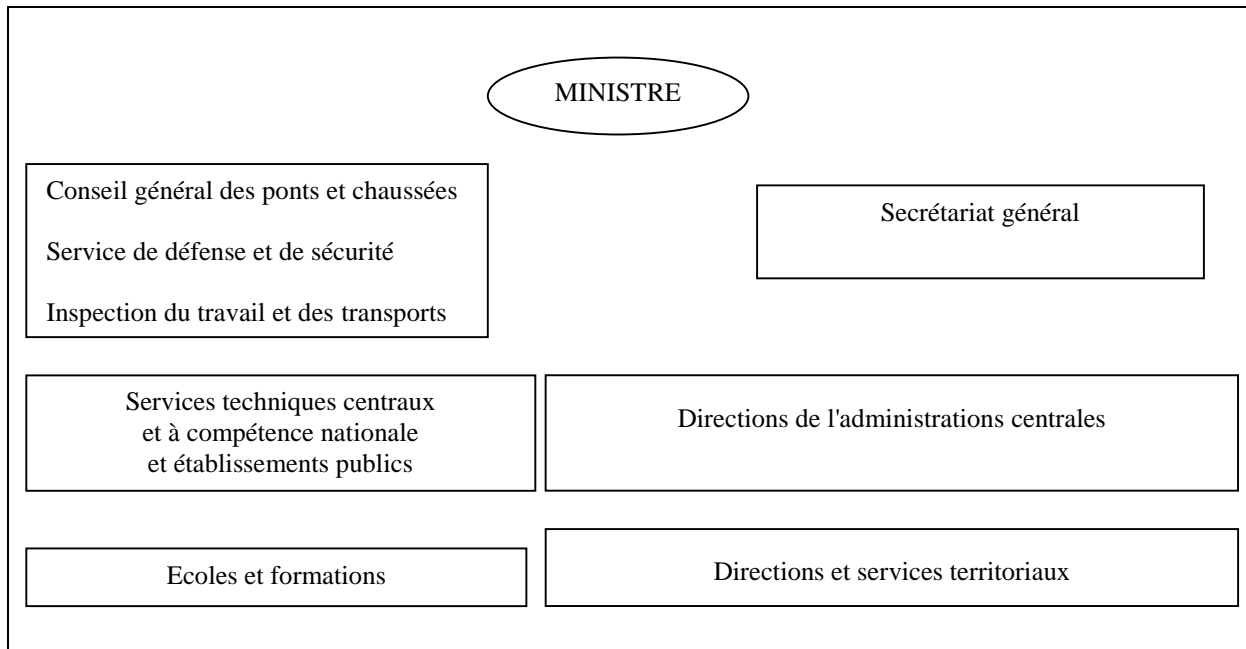 MINISTRE
Conseil général des ponts et chaussées
Service de défense et de sécurité
Inspection du travail et des transports
Secrétariat général
Services techniques centraux
et à compétence nationale
et établissements publics
Directions de l'administrations centrales
Ecoles et formations
Directions et services territoriaux